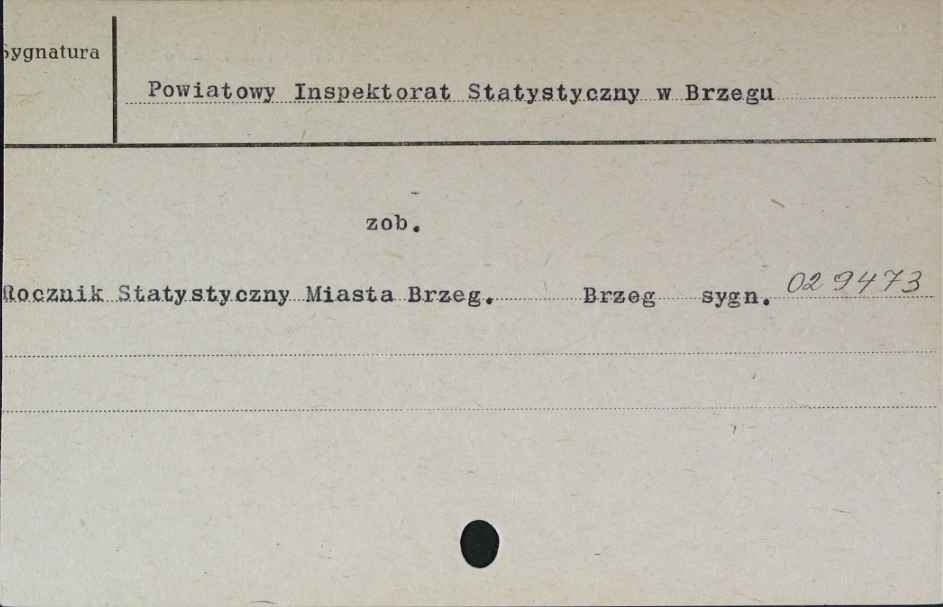 Sygnatura
Powiatowy Inspektorat Statystyczny w Brzegu
zob.
Rocznik Statystyczny Miasta Brzeg. Brzeg sygn. 029473